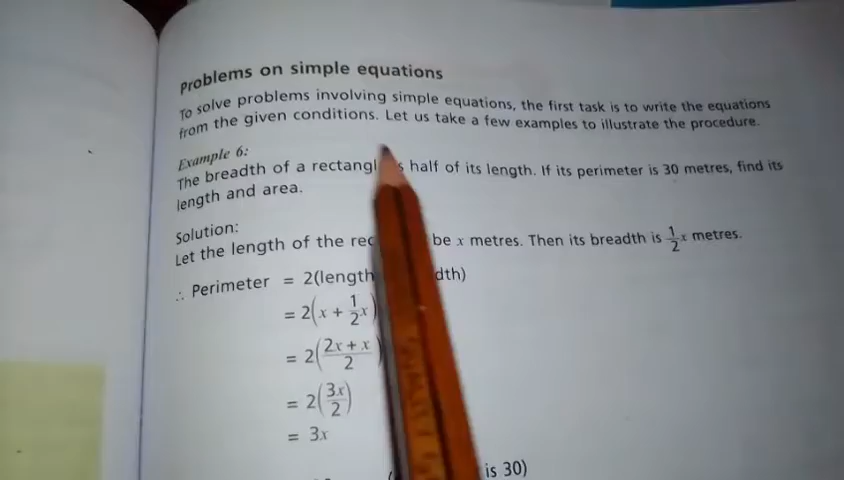 Problems on simple equations
To solve problems involving simple equations, the first task is to write the equations
from the given conditions. Let us take a few examples to illustrate the procedure.
Example 6:
The breadth of a rectangl s half of its length. If its perimeter is 30 metres, find its
length and area.
Solution:
Let the length of the rec be x metres. Then its breadth is 1/2 x metres.
∴ Perimeter = 2(length dth)
= 2(x + 1/2 x)
= 2((2x + x)/2)
= 2(3x/2)
= 3x
is 30)